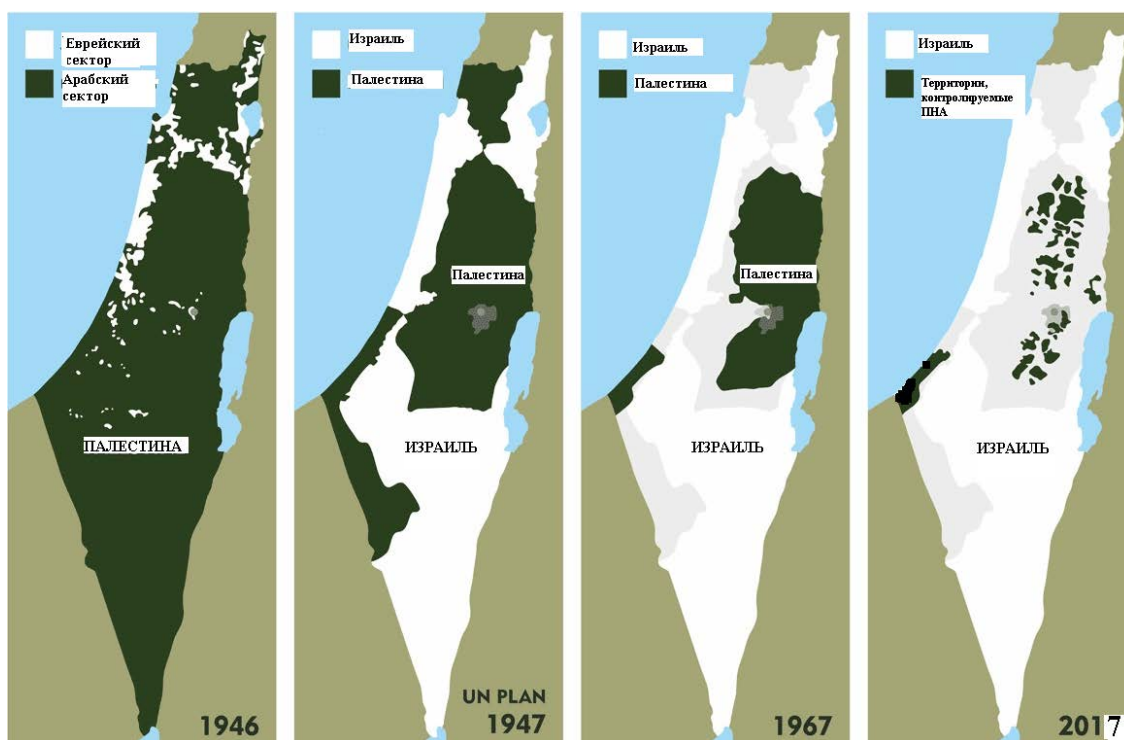 Еврейский
сектор
Арабский
сектор
ПАЛЕСТИНА
1946
Израиль
Палестина
Палестина
ИЗРАИЛЬ
UN PLAN
1947
Израиль
Палестина
Палестина
ИЗРАИЛЬ
1967
Израиль
Территории,
контролируемые
ПНА
ИЗРАИЛЬ
2017